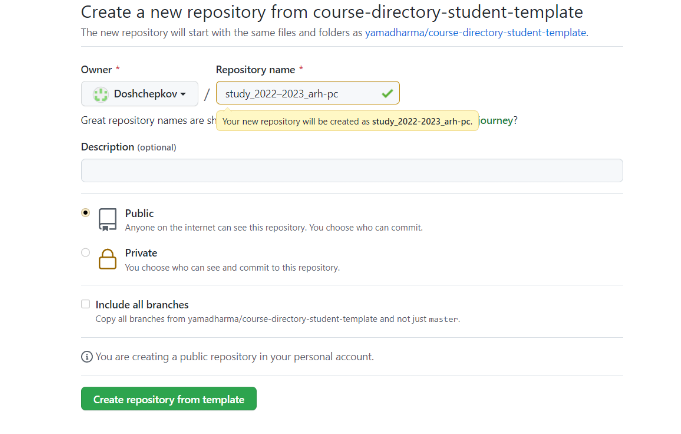 Create a new repository from course-directory-student-template
The new repository will start with the same files and folders as yamadharma/course-directory-student-template.
Owner * Repository name *
Doshchepkov / study_2022–2023_arh-pc
Great repository names are sh ourney?
Your new repository will be created as study_2022-2023_arh-pc.
Description (optional)
Public
Anyone on the internet can see this repository. You choose who can commit.
Private
You choose who can see and commit to this repository.
Include all branches
Copy all branches from yamadharma/course-directory-student-template and not just master.
You are creating a public repository in your personal account.
Create repository from template